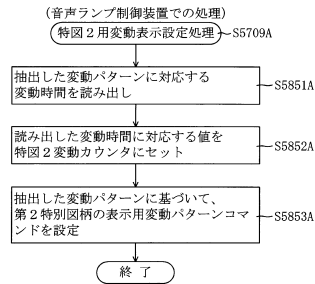 (音声ランプ制御装置での処理)
特図2用変動表示設定処理
S5709A
抽出した変動パターンに対応する
変動時間を読み出し
S5851A
読み出した変動時間に対応する値を
特図2変動カウンタにセット
S5852A
抽出した変動パターンに基づいて、
第2特別図柄の表示用変動パターンコマ
ンドを設定
S5853A
終了